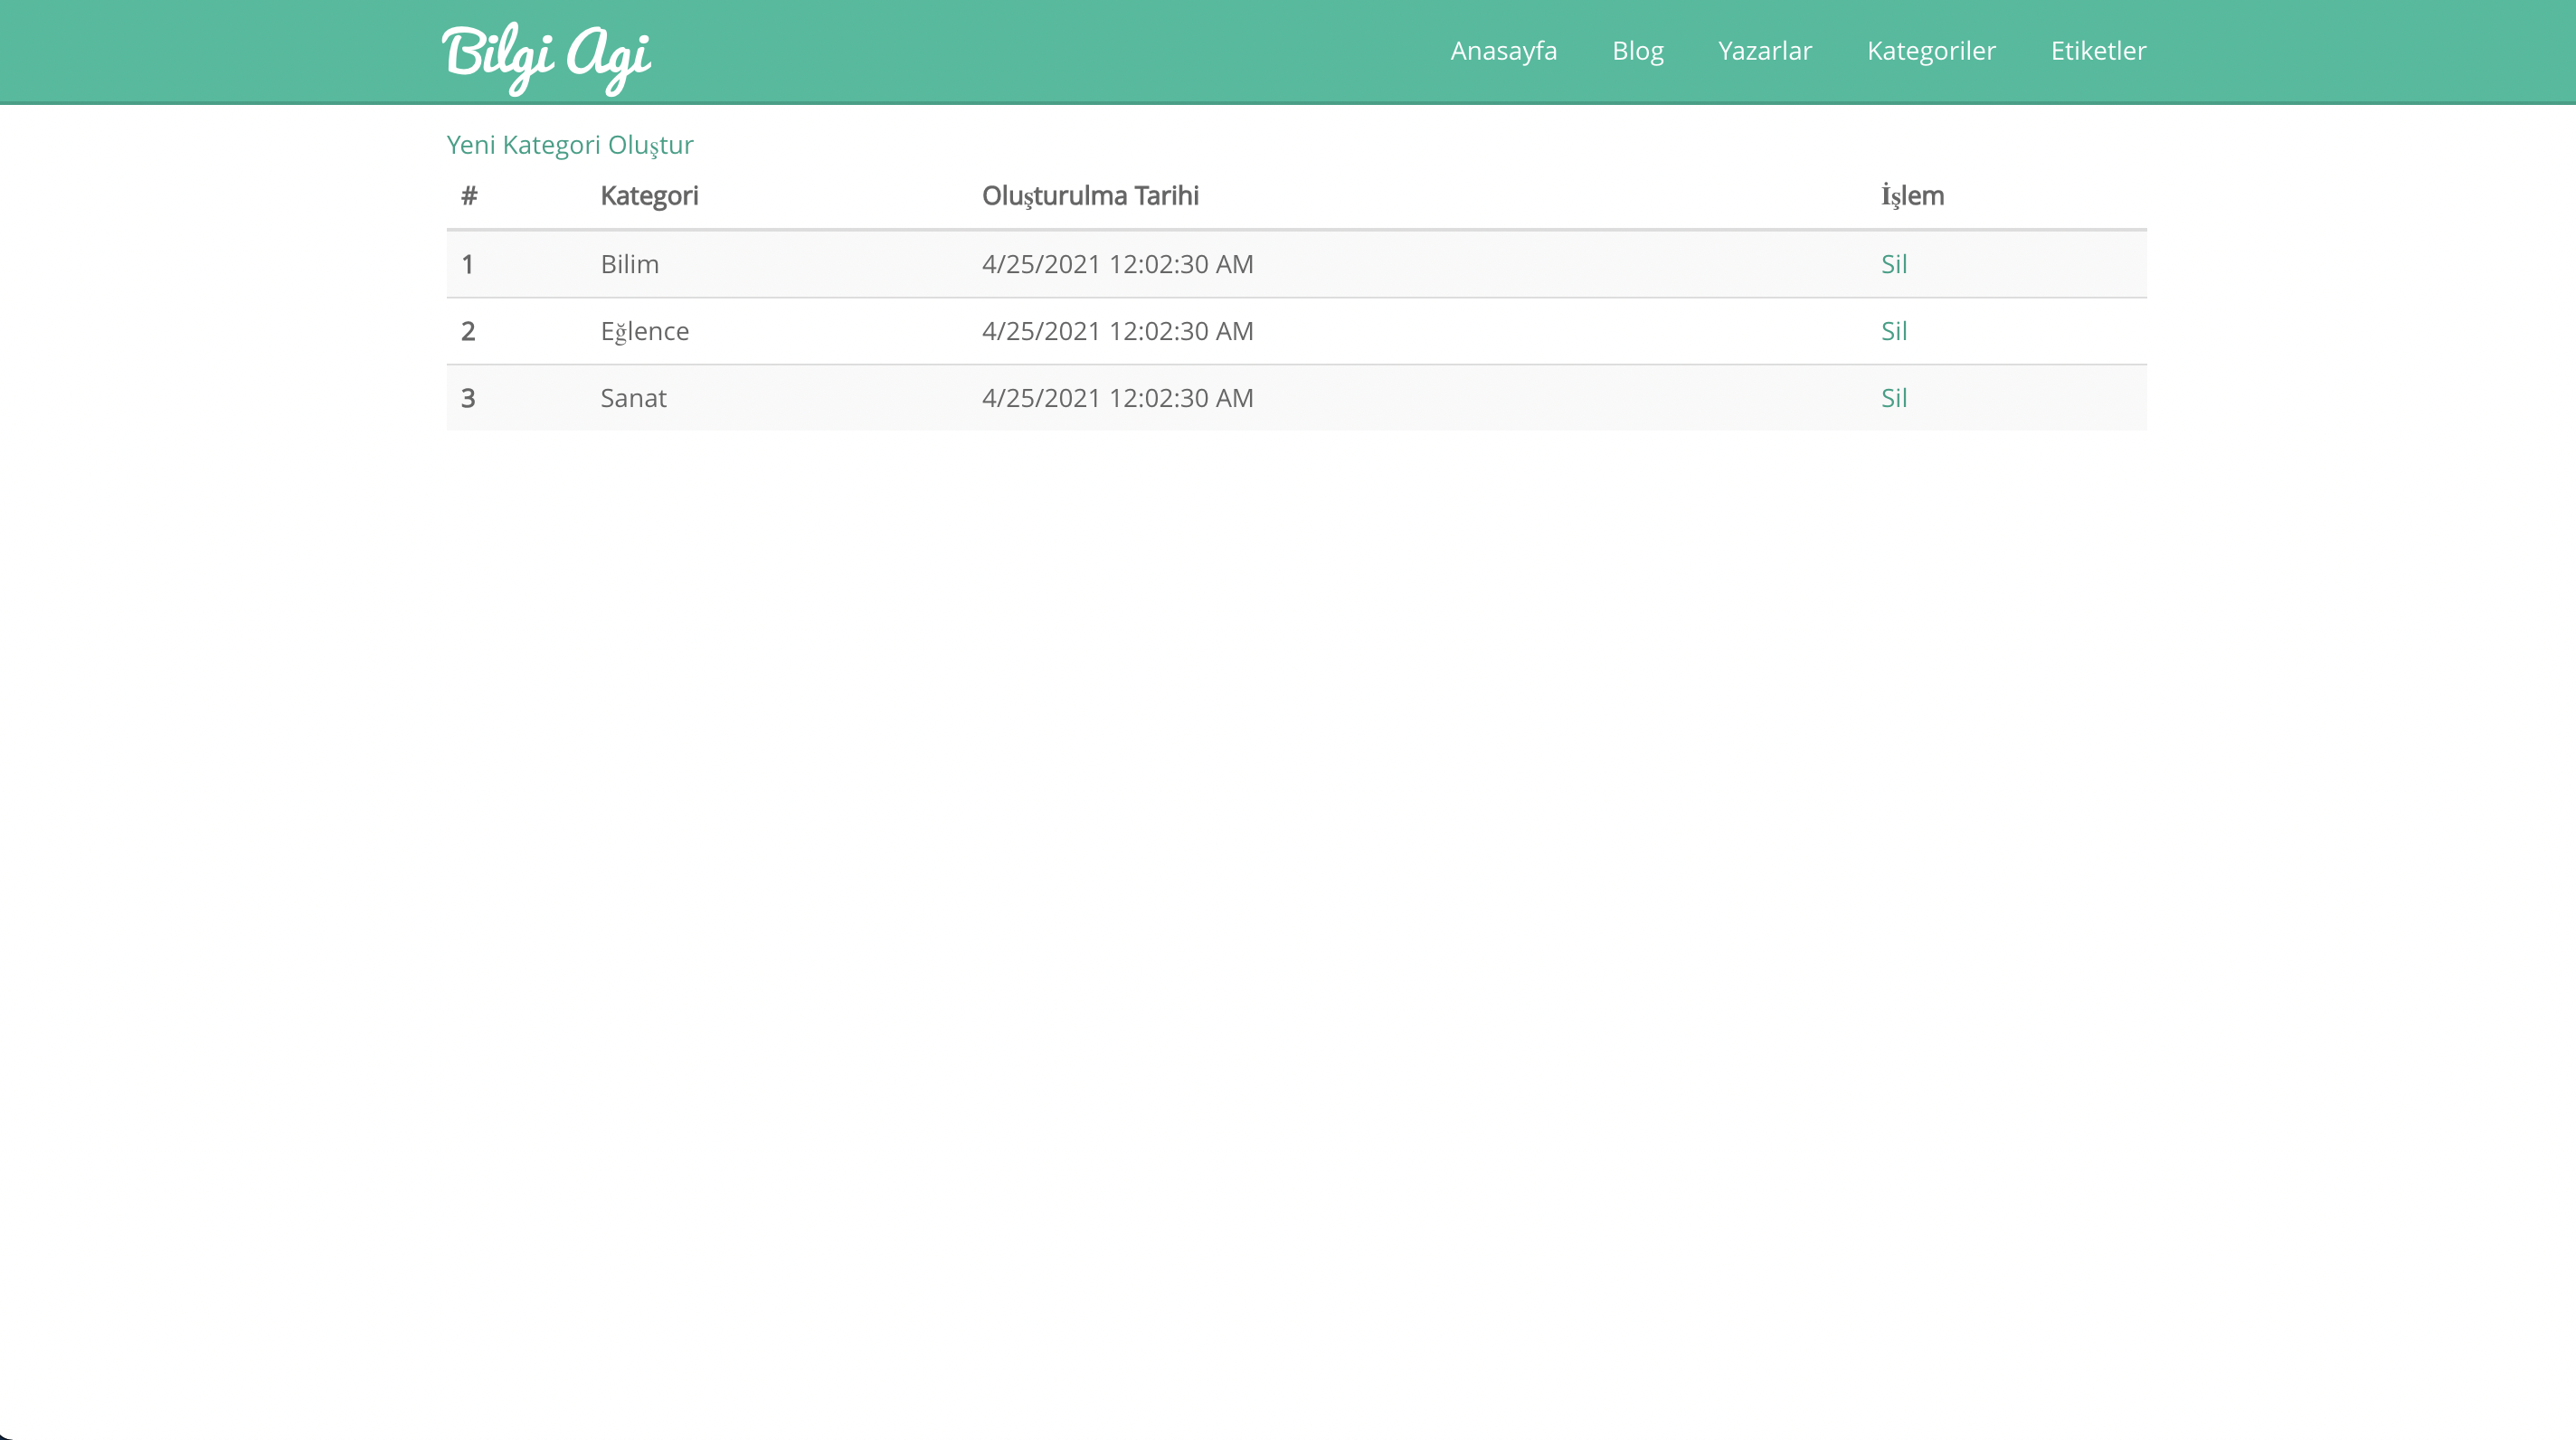 Bilgi Agi Anasayfa Blog Yazarlar Kategoriler Etiketler
Yeni Kategori Oluştur
# Kategori Oluşturulma Tarihi İşlem
1 Bilim 4/25/2021 12:02:30 AM Sil
2 Eğlence 4/25/2021 12:02:30 AM Sil
3 Sanat 4/25/2021 12:02:30 AM Sil